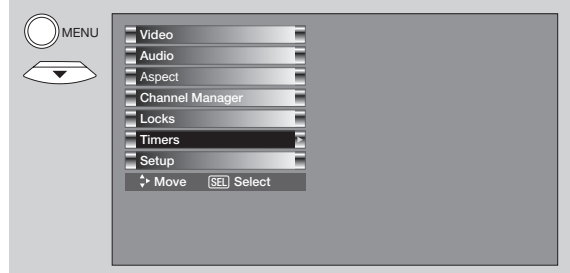 MENU
Video
Audio
Aspect
Channel Manager
Locks
Timers
Setup
Move SEL Select